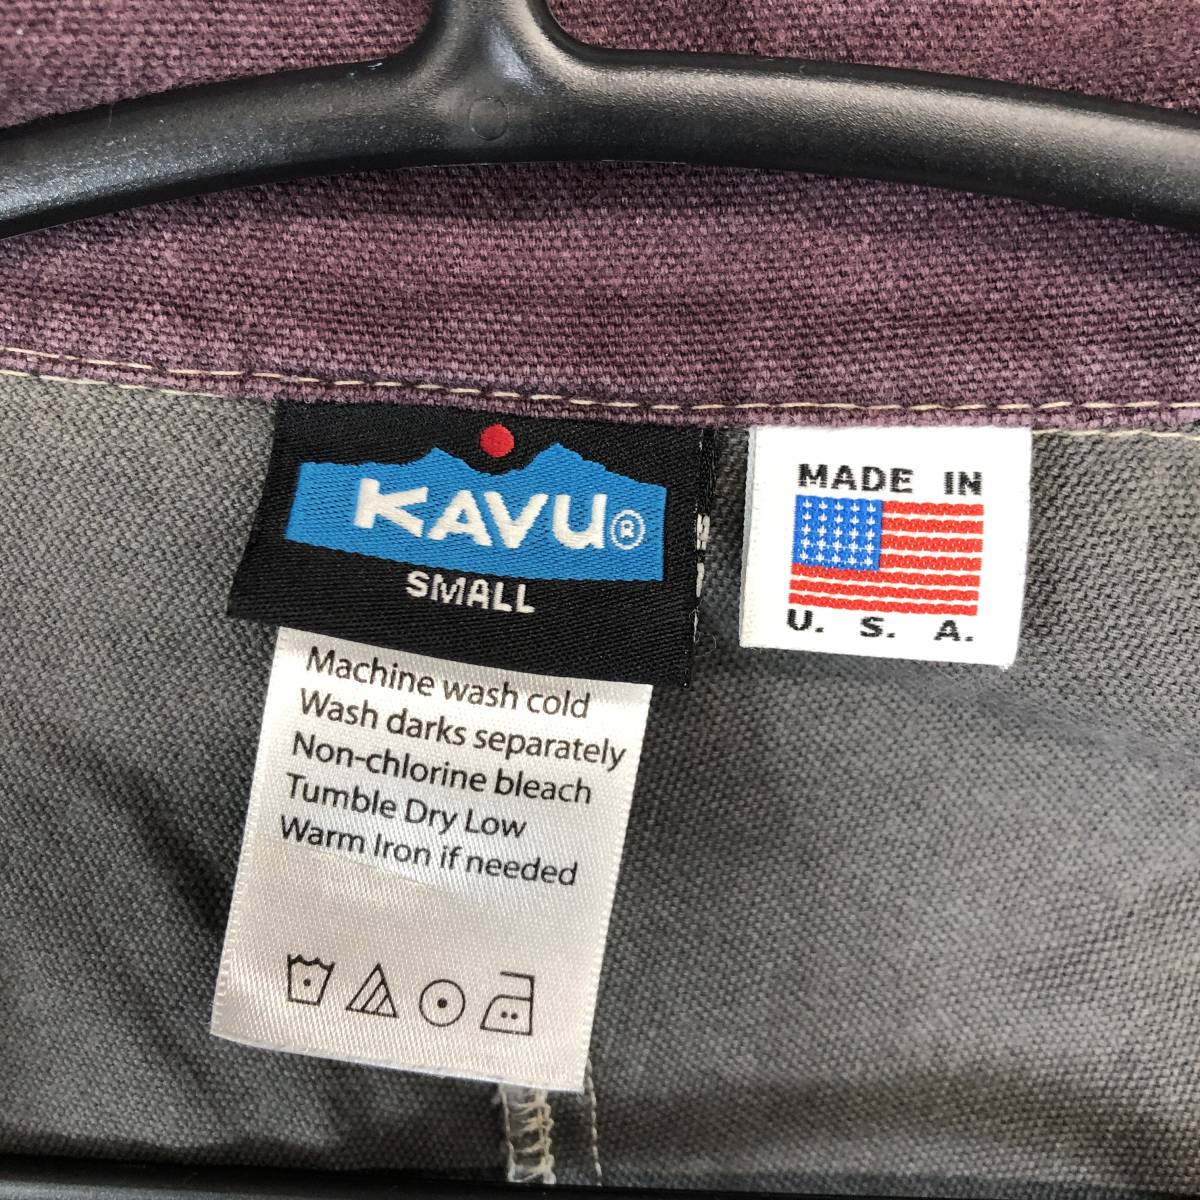 KAVU®
SMALL
MADE IN
U. S. A.
Machine wash cold
Wash darks separately
Non-chlorine bleach
Tumble Dry Low
Warm Iron if needed